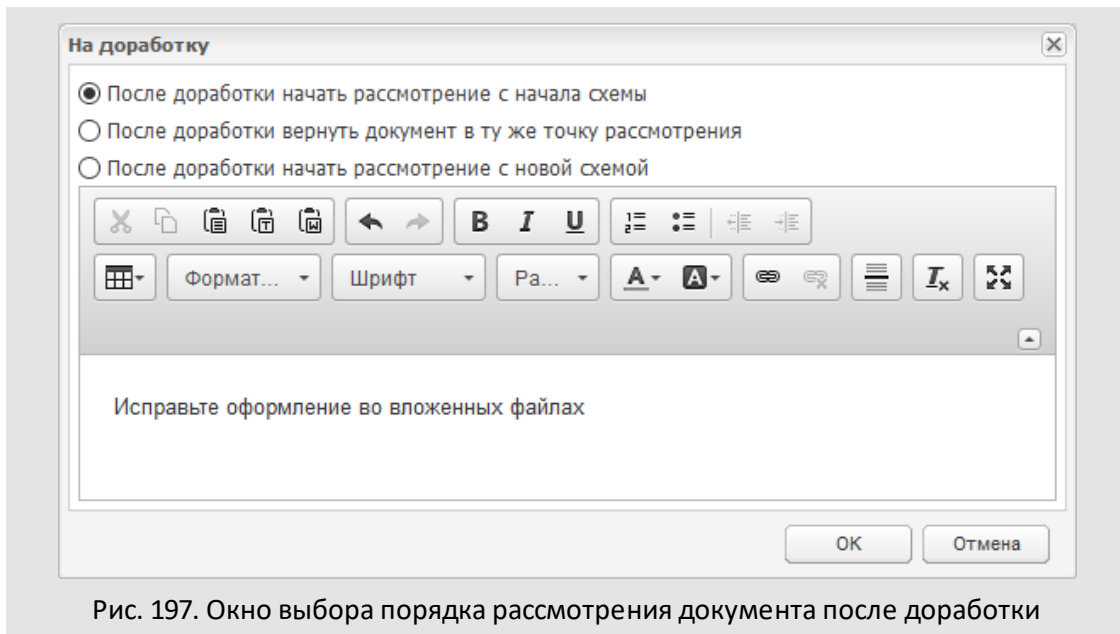 На доработку
После доработки начать рассмотрение с начала схемы
После доработки вернуть документ в ту же точку рассмотрения
После доработки начать рассмотрение с новой схемой
B I U
Формат... Шрифт Ра... A A Tx
Исправьте оформление во вложенных файлах
ОК Отмена
Рис. 197. Окно выбора порядка рассмотрения документа после доработки